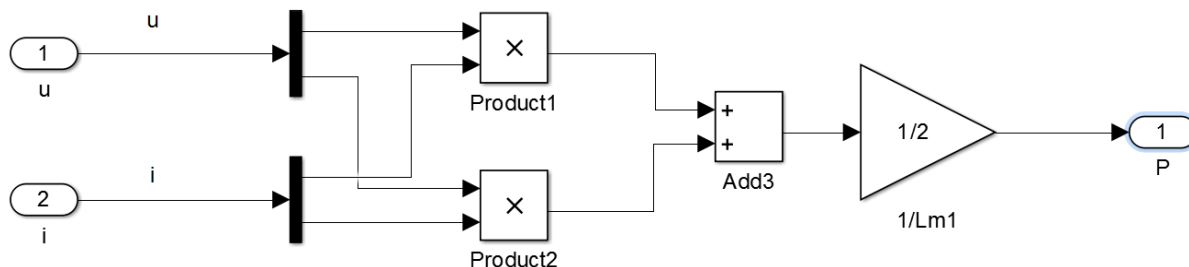 u
1
u
×
Product1
+
+
Add3
1/2
1/Lm1
1
P
i
2
i
×
Product2